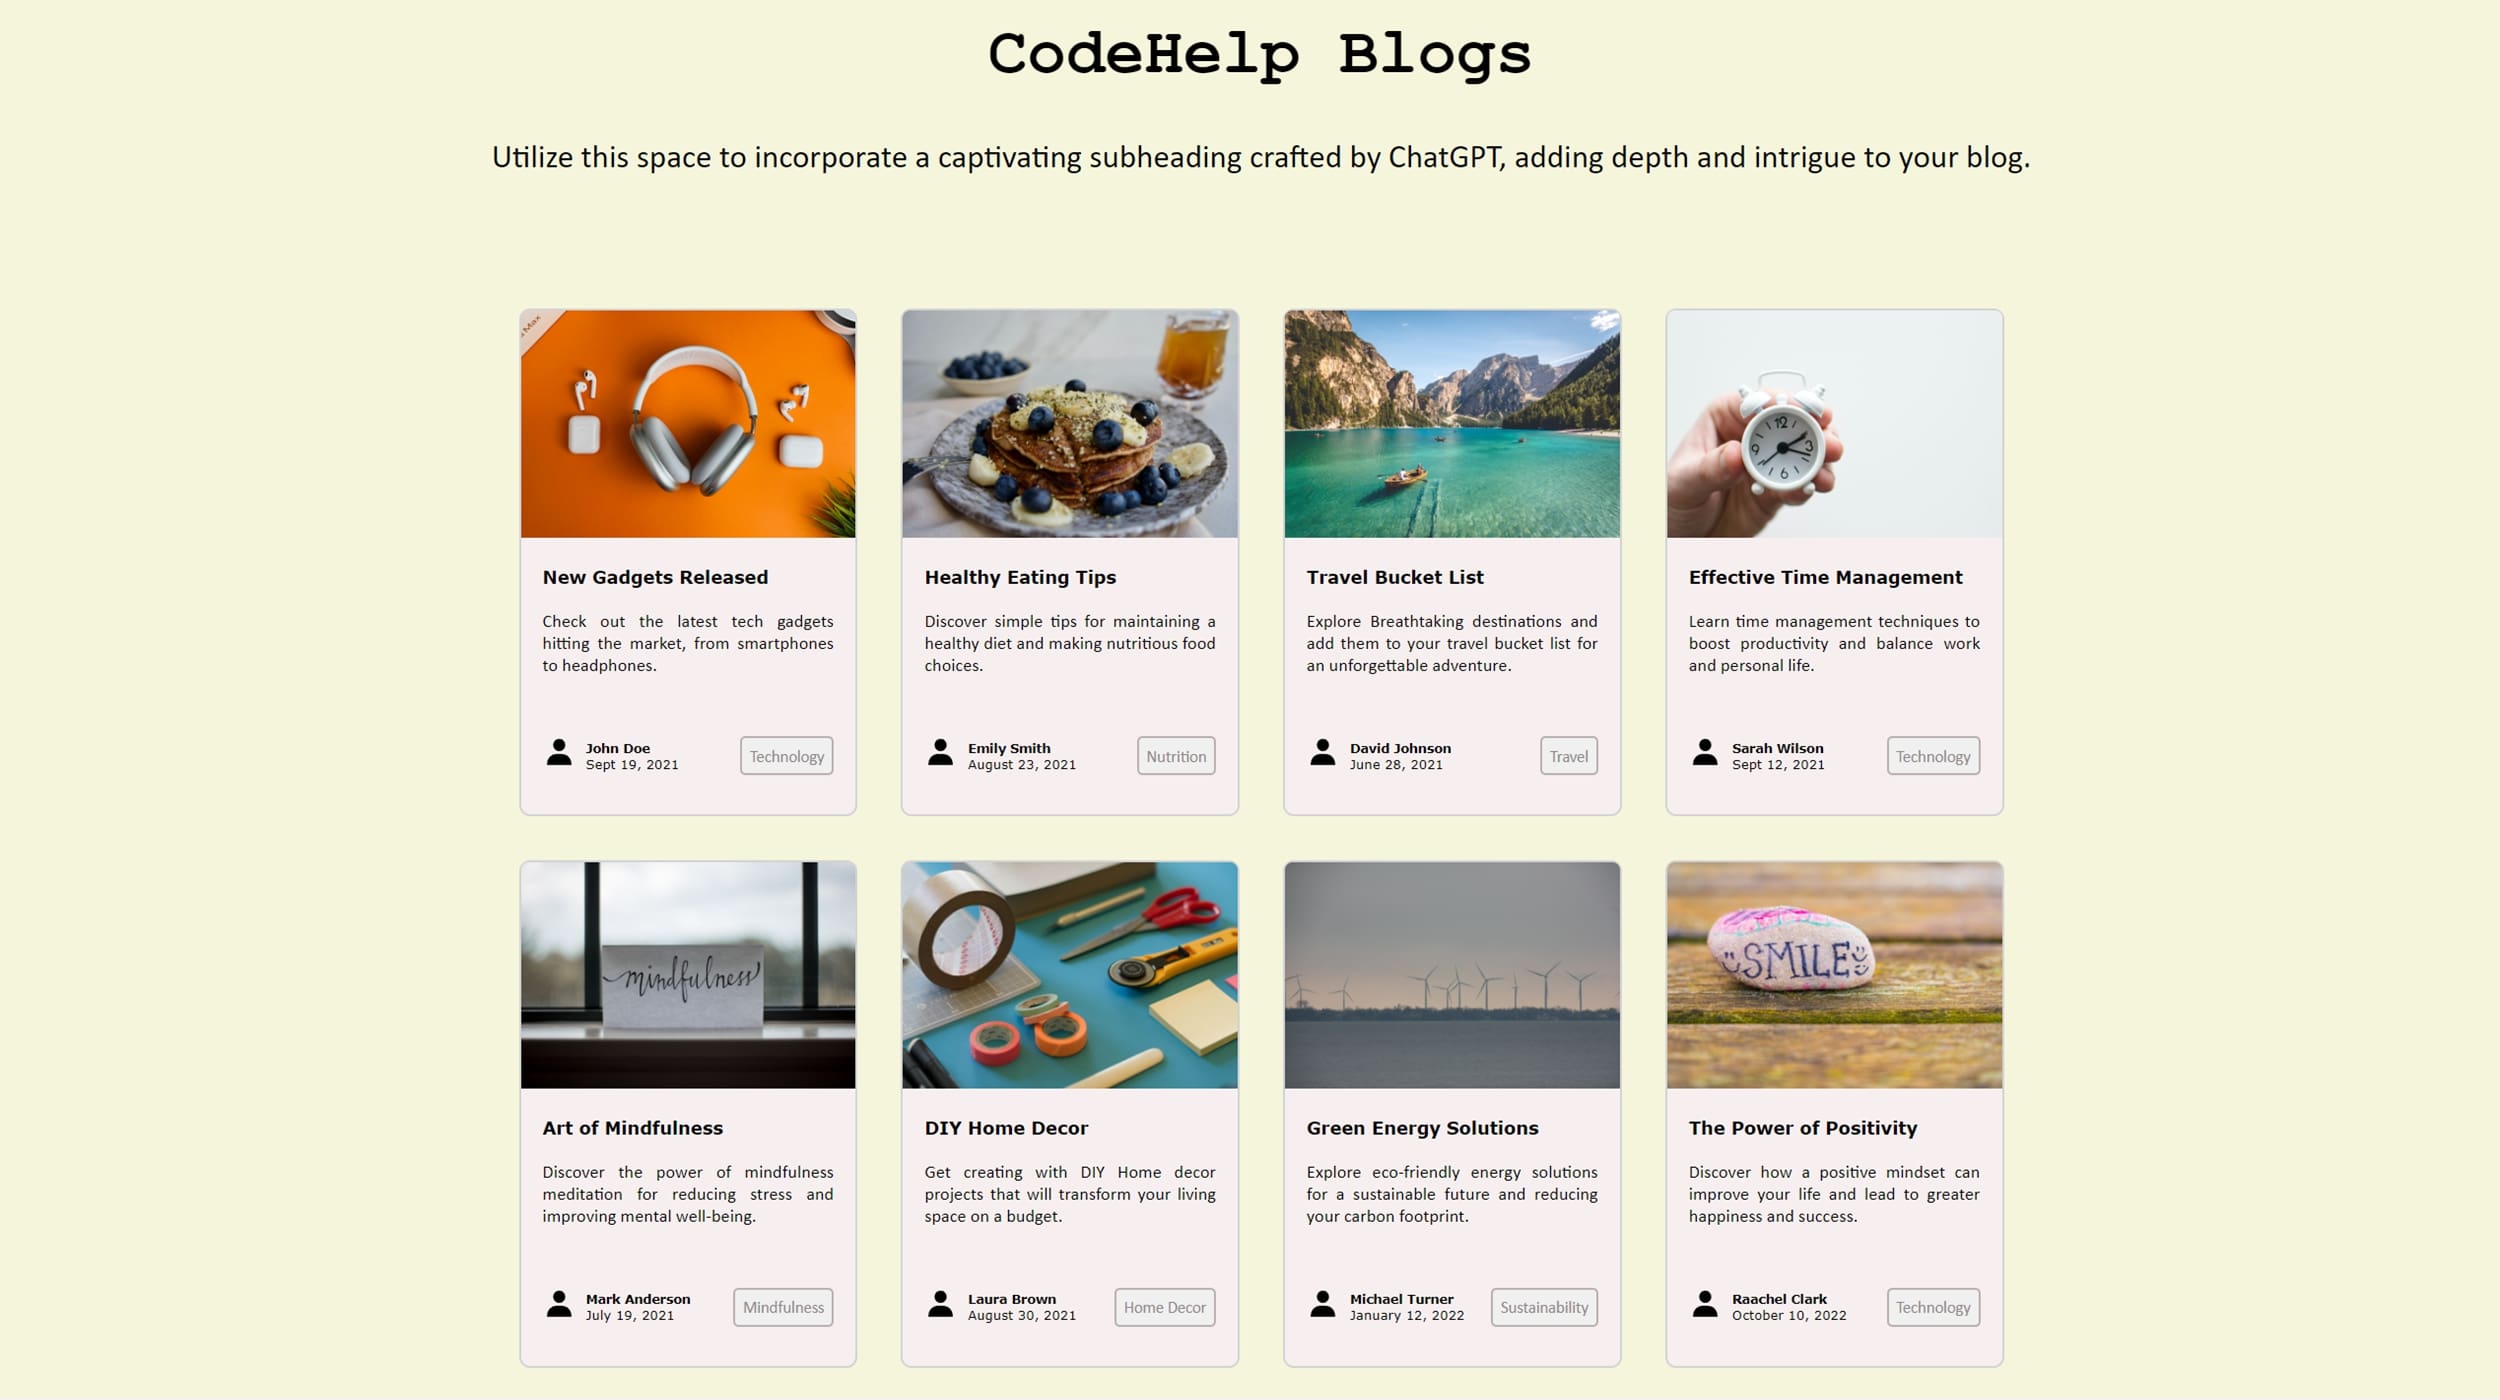 CodeHelp Blogs
Utilize this space to incorporate a captivating subheading crafted by ChatGPT, adding depth and intrigue to your blog.
Max
12
3
6
9
New Gadgets Released
Check out the latest tech gadgets
hitting the market, from smartphones
to headphones.
John Doe
Sept 19, 2021
Technology
Healthy Eating Tips
Discover simple tips for maintaining a
healthy diet and making nutritious food
choices.
Emily Smith
August 23, 2021
Nutrition
Travel Bucket List
Explore Breathtaking destinations and
add them to your travel bucket list for
an unforgettable adventure.
David Johnson
June 28, 2021
Travel
Effective Time Management
Learn time management techniques to
boost productivity and balance work
and personal life.
Sarah Wilson
Sept 12, 2021
Technology
mindfulness
Art of Mindfulness
Discover the power of mindfulness
meditation for reducing stress and
improving mental well-being.
Mark Anderson
July 19, 2021
Mindfulness
DIY Home Decor
Get creating with DIY Home decor
projects that will transform your living
space on a budget.
Laura Brown
August 30, 2021
Home Decor
Green Energy Solutions
Explore eco-friendly energy solutions
for a sustainable future and reducing
your carbon footprint.
Michael Turner
January 12, 2022
Sustainability
SMILE
The Power of Positivity
Discover how a positive mindset can
improve your life and lead to greater
happiness and success.
Raachel Clark
October 10, 2022
Technology